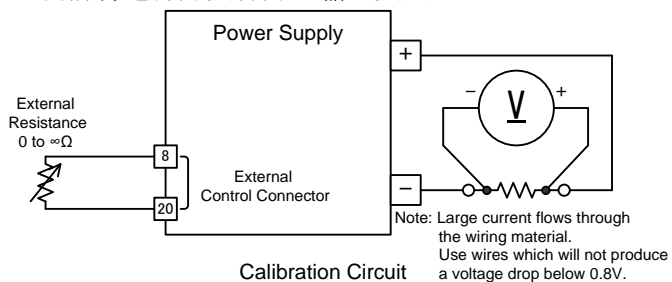 Power Supply
+
External
Resistance
0 to ∞Ω
− +
V
8
External
Control Connector
20
−
Note: Large current flows through
the wiring material.
Use wires which will not produce
a voltage drop below 0.8V.
Calibration Circuit